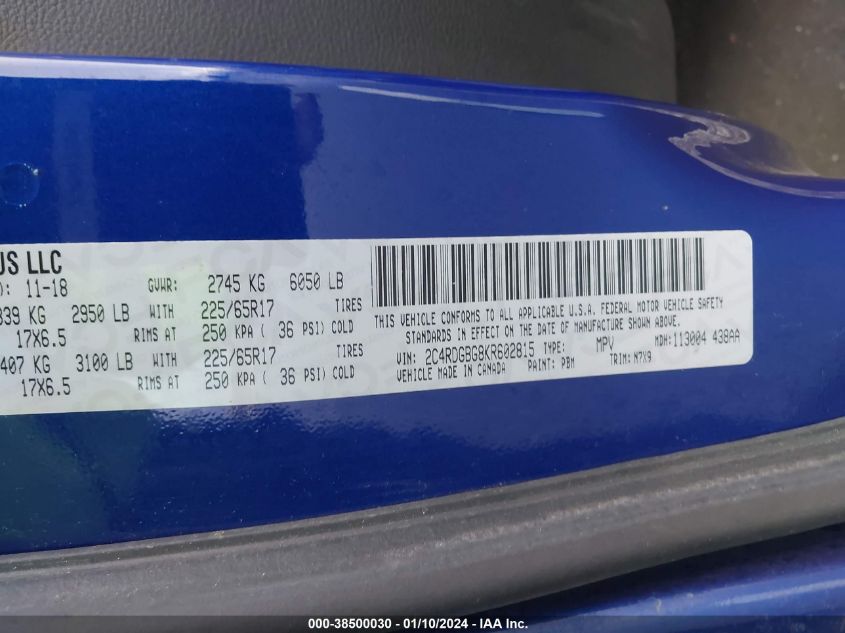 US LLC
11-18 GVWR: 2745 KG 6050 LB
339 KG 2950 LB WITH 225/65R17 TIRES
17X6.5 RIMS AT 250 KPA ( 36 PSI) COLD
407 KG 3100 LB WITH 225/65R17 TIRES
17X6.5 RIMS AT 250 KPA ( 36 PSI) COLD
THIS VEHICLE CONFORMS TO ALL APPLICABLE U.S.A. FEDERAL MOTOR VEHICLE SAFETY
STANDARDS IN EFFECT ON THE DATE OF MANUFACTURE SHOWN ABOVE.
VIN: 2C4RDGBG8KR602815 TYPE: MPV MDH: 113004 438AA
VEHICLE MADE IN CANADA PAINT: PBM TRIM: N7X9
000-38500030 - 01/10/2024 - IAA Inc.